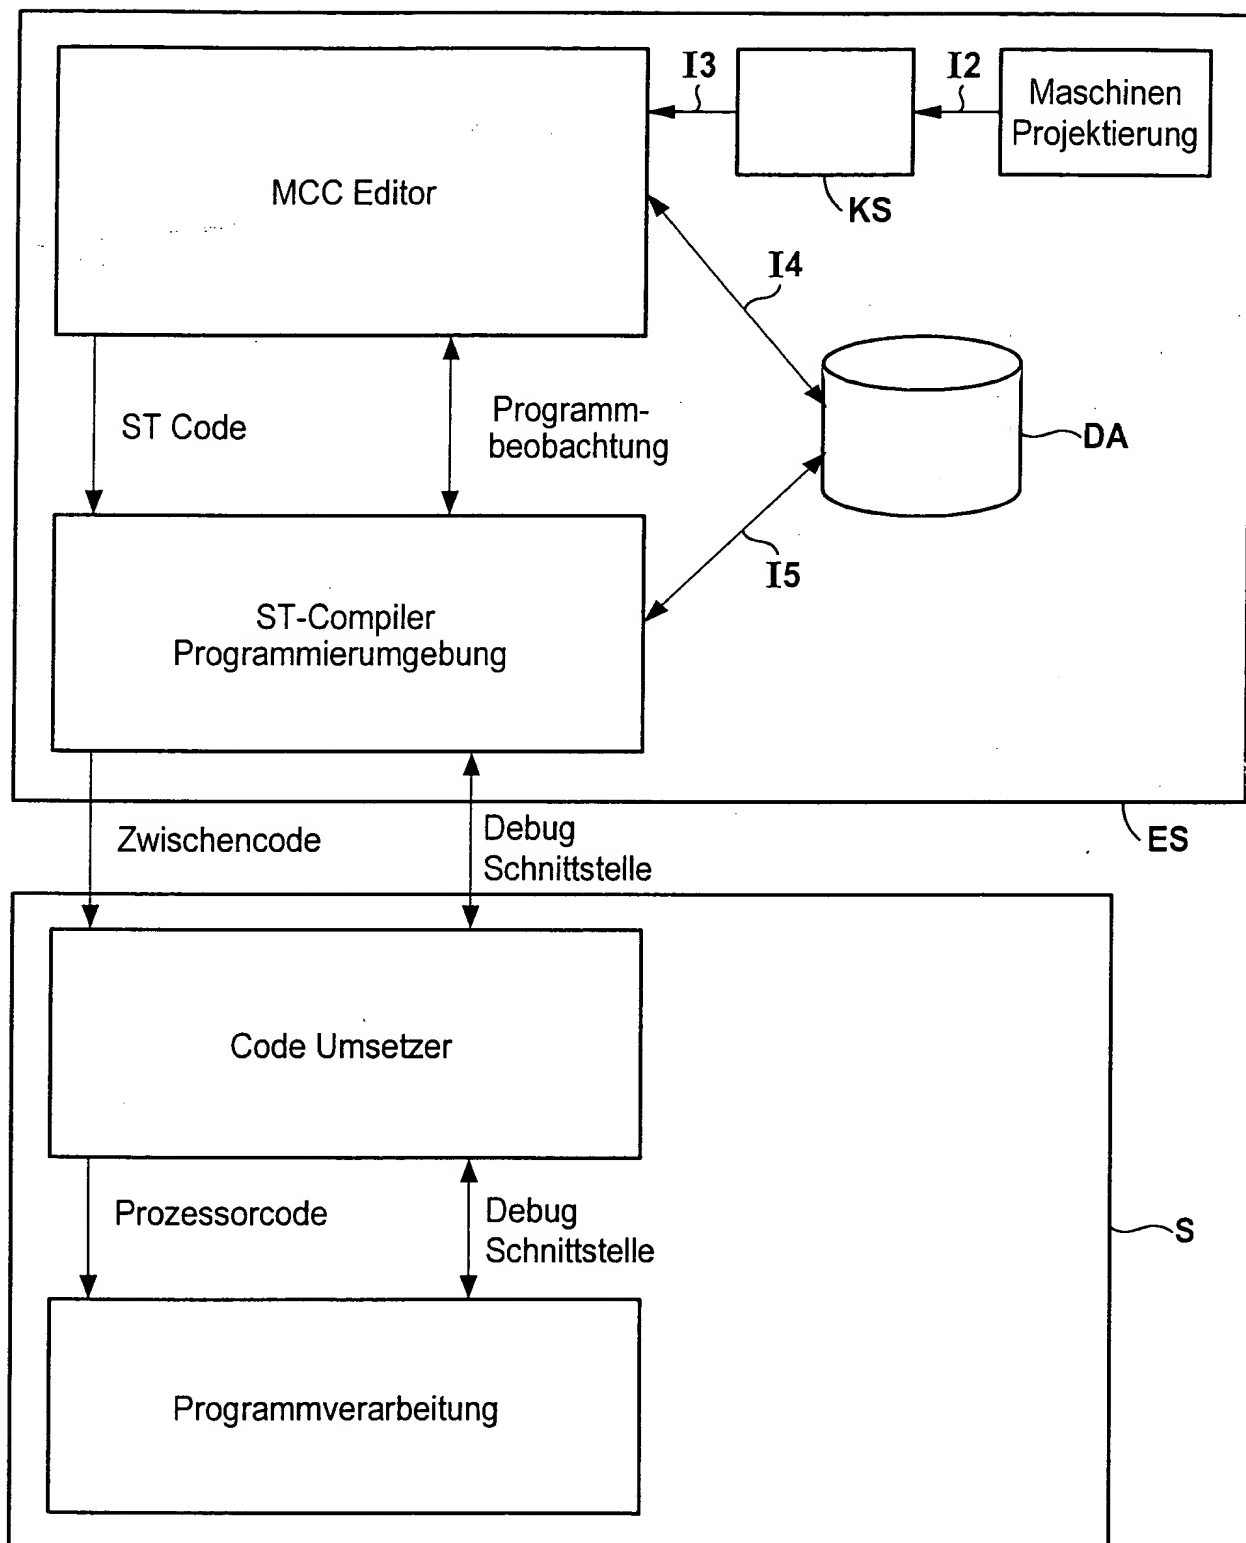 I3
I2
Maschinen
Projektierung
MCC Editor
KS
I4
ST Code
Programm-
beobachtung
DA
I5
ST-Compiler
Programmierumgebung
Zwischencode
Debug
Schnittstelle
ES
Code Umsetzer
Prozessorcode
Debug
Schnittstelle
S
Programmverarbeitung